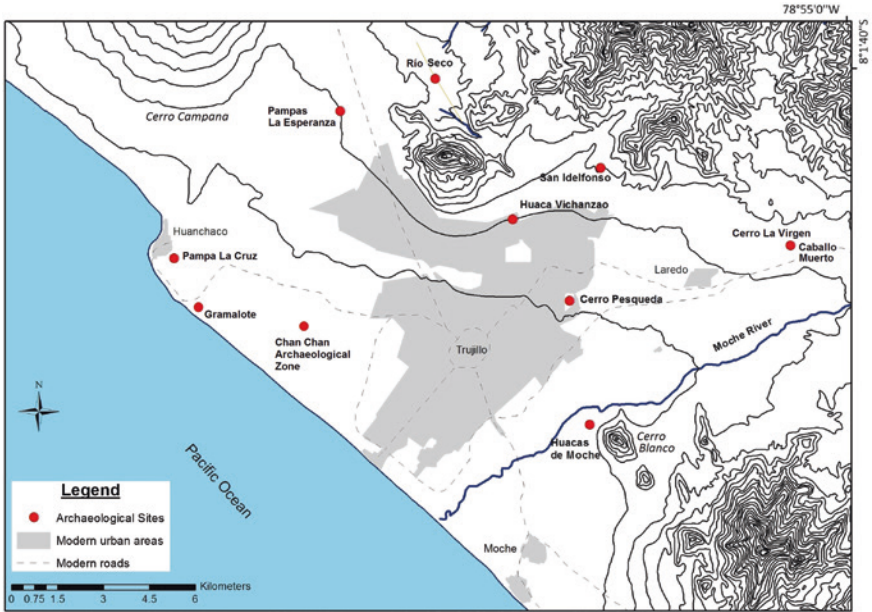 78°55'0"W
8°1'40"S
Río Seco
Cerro Campana
Pampas
La Esperanza
San Idelfonso
Huaca Vichanzao
Huanchaco
Pampa La Cruz
Cerro La Virgen
Caballo
Muerto
Laredo
Gramalote
Cerro Pesqueda
Chan Chan
Archaeological
Zone
Trujillo
Moche River
N
Huacas
de Moche
Cerro
Blanco
Pacific Ocean
Legend
Archaeological Sites
Modern urban areas
Modern roads
Moche
Kilometers
0 0.75 1.5 3 4.5 6